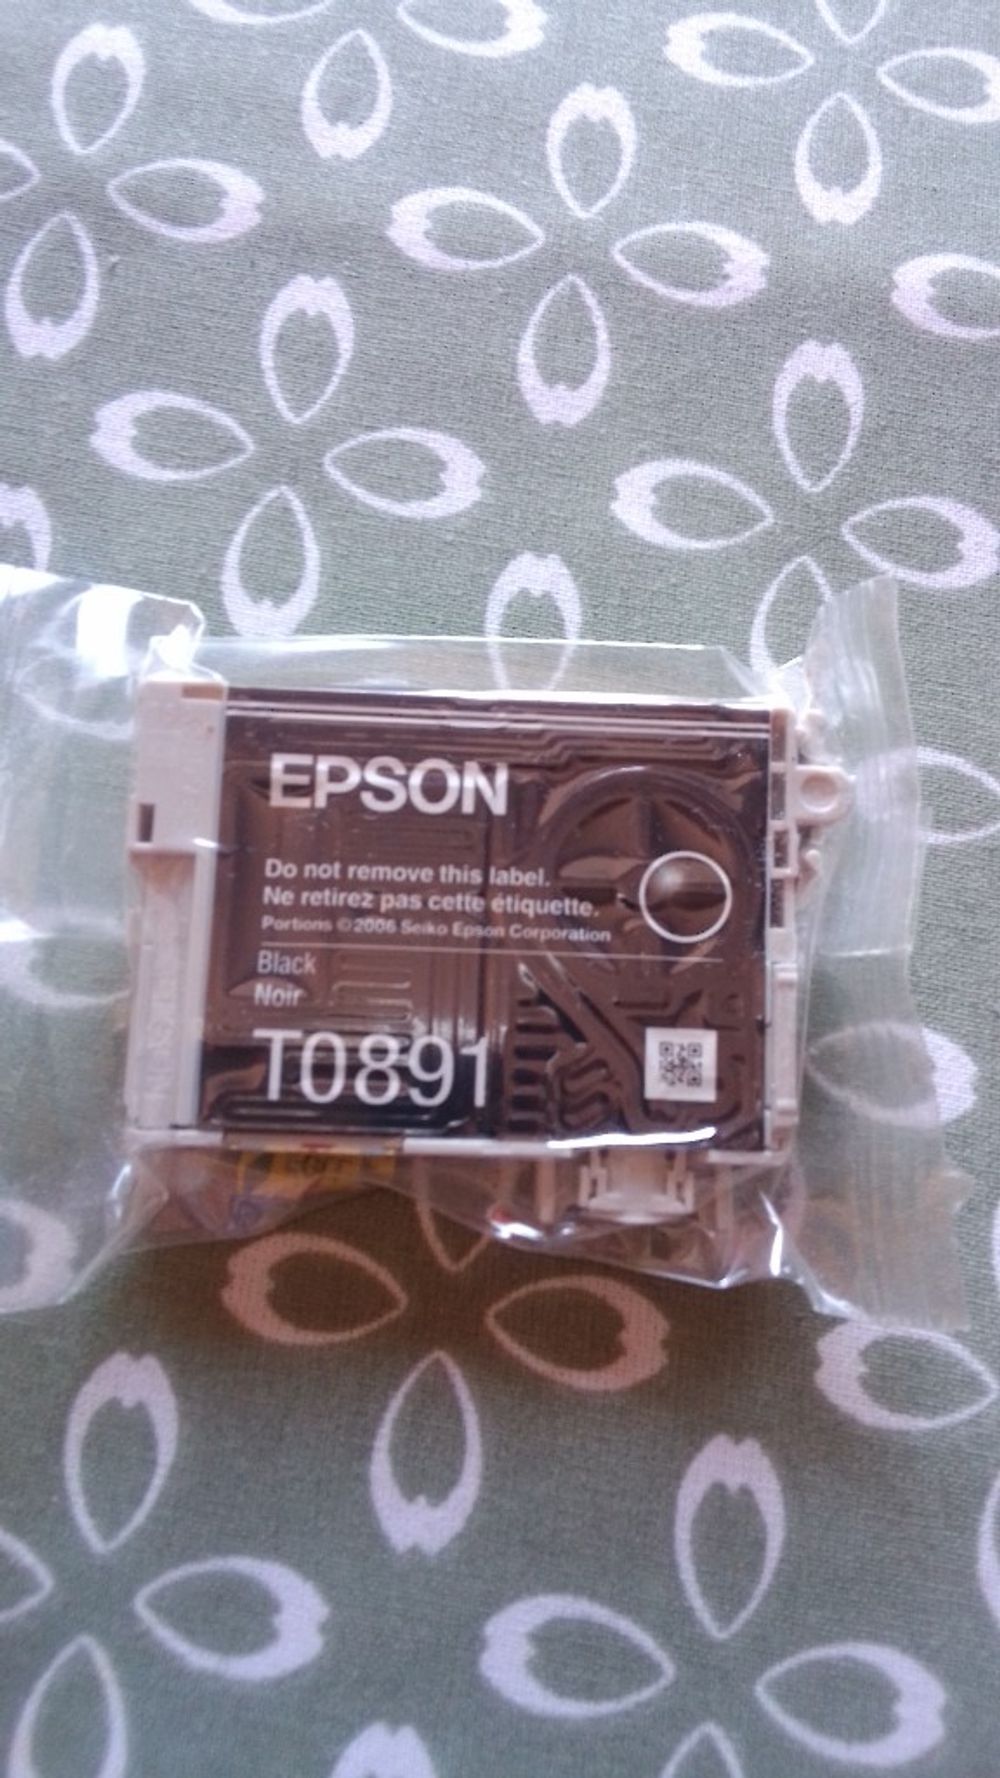 EPSON
Do not remove this label.
Ne retirez pas cette étiquette.
Portions ©2006 Seiko Epson Corporation
Black
Noir
T0891